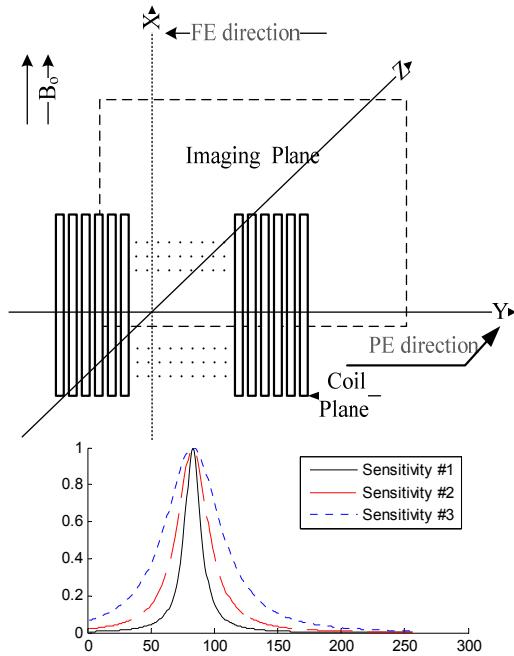 X
FE direction
Bo
Z
Imaging Plane
Y
PE direction
Coil
Plane
1
0.8
0.6
0.4
0.2
0
0
50
100
150
200
250
300
Sensitivity #1
Sensitivity #2
Sensitivity #3